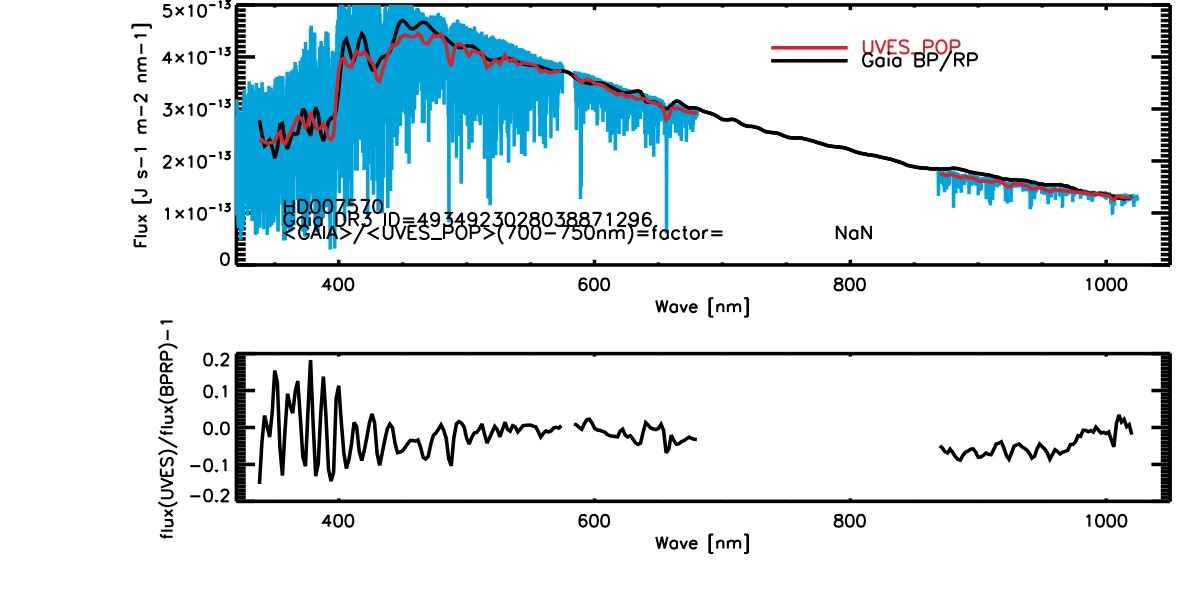 5×10−13
4×10−13
3×10−13
2×10−13
1×10−13
0
Flux [J s−1 m−2 nm−1]
UVES_POP
Gaia BP/RP
HD007570
Gaia DR3 ID=4934923028038871296
<GAIA>/<UVES_POP>(700−750nm)=factor= NaN
400 600 800 1000
Wave [nm]
0.2
0.1
0.0
−0.1
−0.2
flux(UVES)/flux(BPRP)−1
400 600 800 1000
Wave [nm]